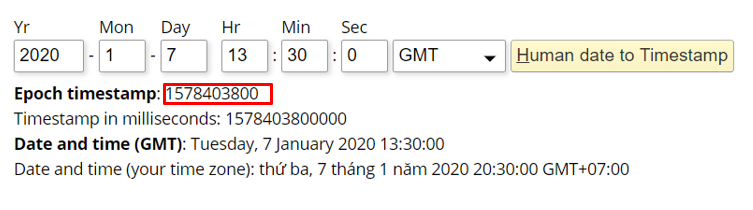 Yr Mon Day Hr Min Sec
2020 - 1 - 7 13 : 30 : 0 GMT Human date to Timestamp
Epoch timestamp: 1578403800
Timestamp in milliseconds: 1578403800000
Date and time (GMT): Tuesday, 7 January 2020 13:30:00
Date and time (your time zone): thứ ba, 7 tháng 1 năm 2020 20:30:00 GMT+07:00